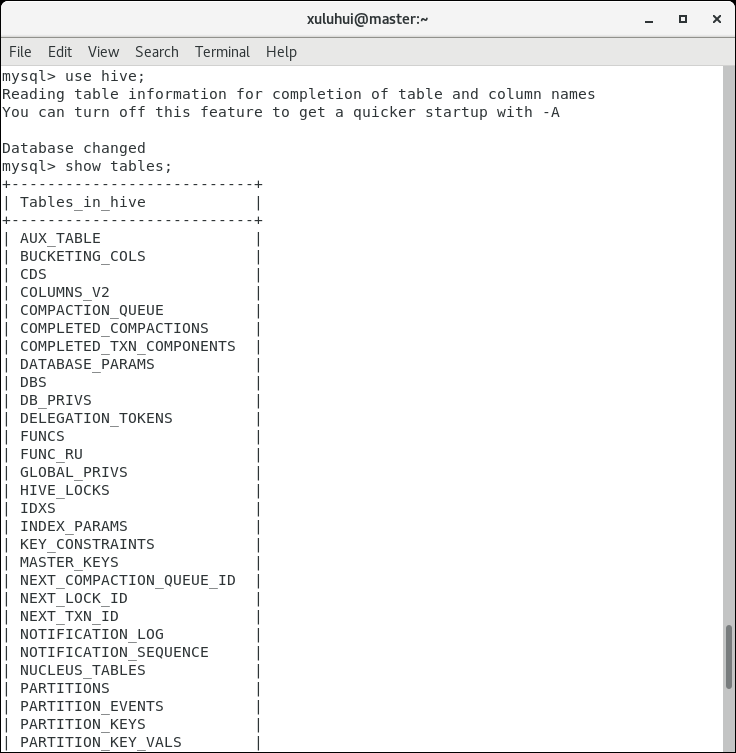 xuluhui@master:~
File Edit View Search Terminal Help
mysql> use hive;
Reading table information for completion of table and column names
You can turn off this feature to get a quicker startup with -A

Database changed
mysql> show tables;
+---------------------------+
| Tables_in_hive            |
+---------------------------+
| AUX_TABLE                 |
| BUCKETING_COLS            |
| CDS                       |
| COLUMNS_V2                |
| COMPACTION_QUEUE          |
| COMPLETED_COMPACTIONS     |
| COMPLETED_TXN_COMPONENTS  |
| DATABASE_PARAMS           |
| DBS                       |
| DB_PRIVS                  |
| DELEGATION_TOKENS         |
| FUNCS                     |
| FUNC_RU                   |
| GLOBAL_PRIVS              |
| HIVE_LOCKS                |
| IDXS                      |
| INDEX_PARAMS              |
| KEY_CONSTRAINTS           |
| MASTER_KEYS               |
| NEXT_COMPACTION_QUEUE_ID  |
| NEXT_LOCK_ID              |
| NEXT_TXN_ID               |
| NOTIFICATION_LOG          |
| NOTIFICATION_SEQUENCE     |
| NUCLEUS_TABLES            |
| PARTITIONS                |
| PARTITION_EVENTS          |
| PARTITION_KEYS            |
| PARTITION_KEY_VALS        |